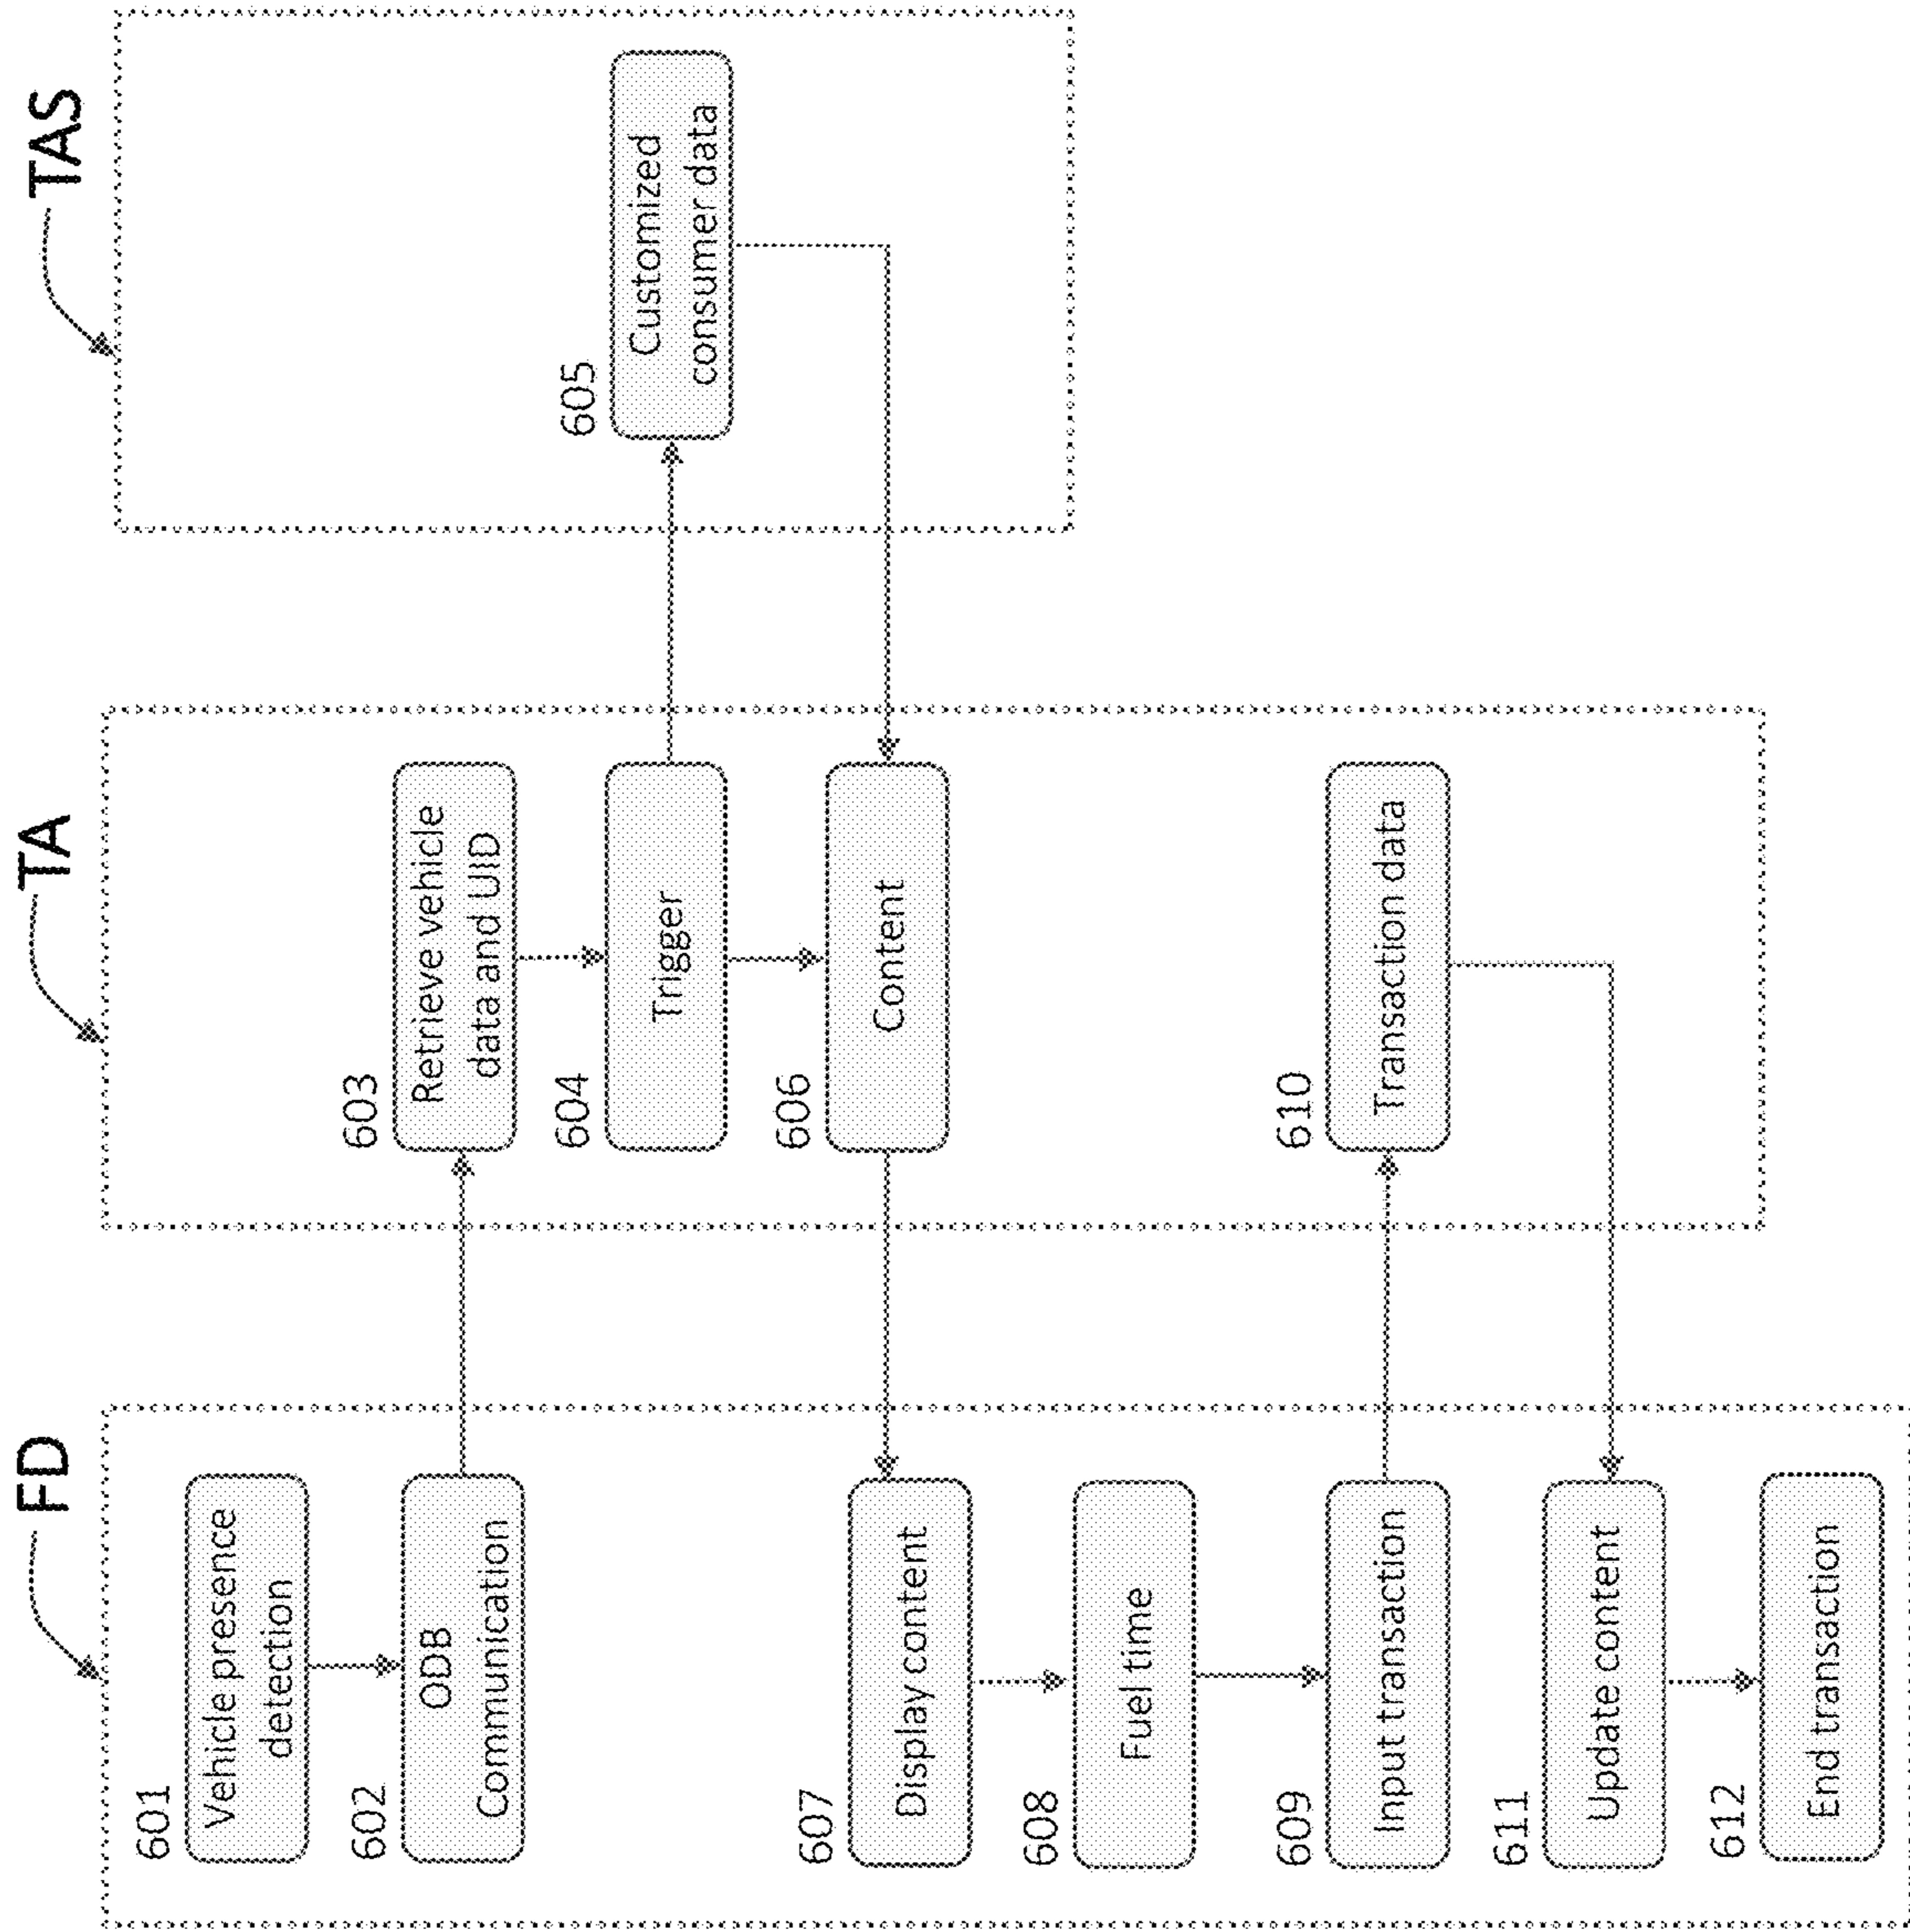 FD
601
Vehicle presence
detection
602
ODB
Communication
607
Display content
608
Fuel time
609
Input transaction
611
Update content
612
End transaction
TA
603
Retrieve vehicle
data and UID
604
Trigger
606
Content
610
Transaction data
TAS
605
Customized
consumer data